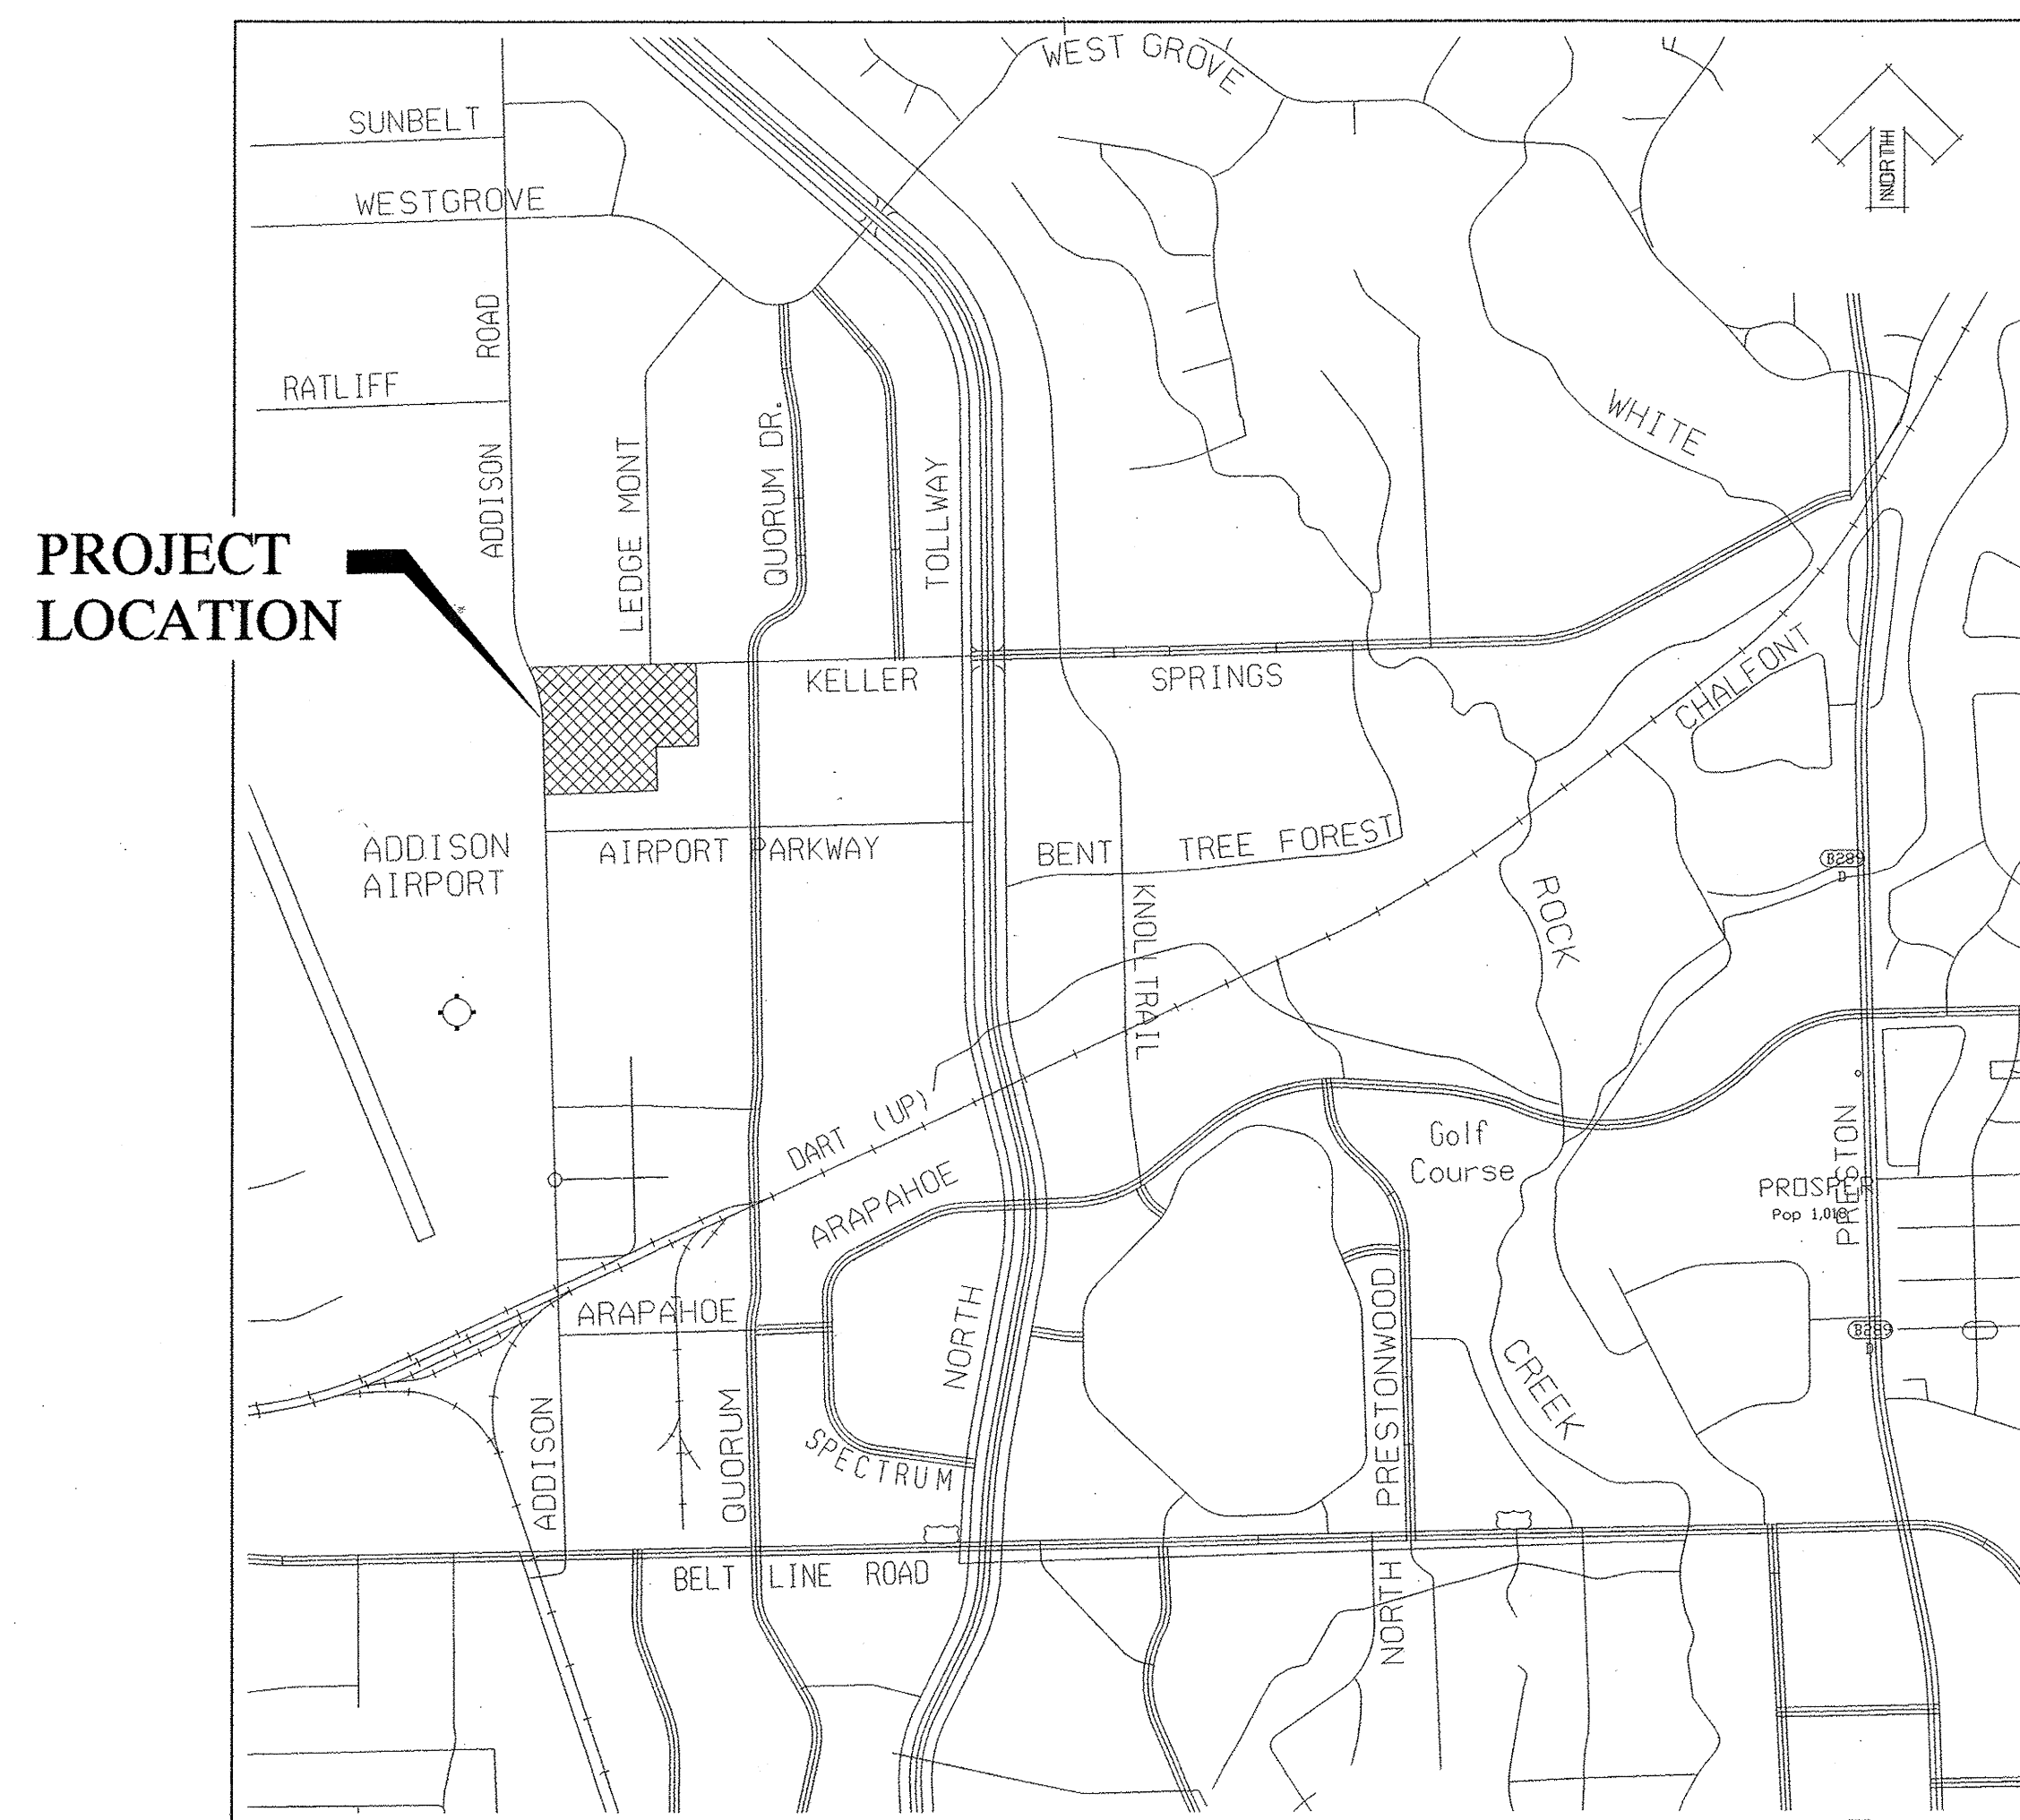 WEST GROVE
SUNBELT
NORTH
WESTGROVE
ROAD
RATLIFF
ADDISON
LEDGE MONT
QUORUM DR.
TOLLWAY
WHITE
PROJECT
LOCATION
KELLER
SPRINGS
CHALFONT
ADDISON
AIRPORT
AIRPORT PARKWAY
BENT TREE FOREST
B289
D
KNOLL TRAIL
ROCK
DART (UP)
ARAPAHOE
Golf
Course
PRESTON
PROSPER
Pop 1,018
ARAPAHOE
NORTH
PRESTONWOOD
CREEK
B289
D
ADDISON
QUORUM
SPECTRUM
BELT LINE ROAD
NORTH